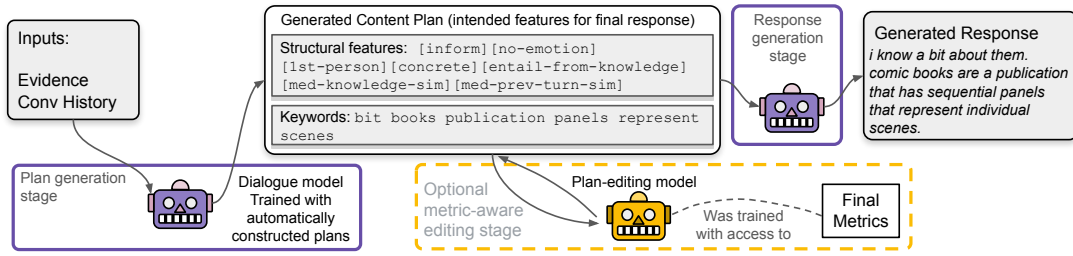 Inputs:
Evidence
Conv History
Generated Content Plan (intended features for final response)
Structural features: [inform][no-emotion]
[1st-person][concrete][entail-from-knowledge]
[med-knowledge-sim][med-prev-turn-sim]
Keywords: bit books publication panels represent
scenes
Response
generation
stage
Generated Response
i know a bit about them.
comic books are a publication
that has sequential panels
that represent individual
scenes.
Plan generation
stage
Dialogue model
Trained with
automatically
constructed plans
Optional
metric-aware
editing stage
Plan-editing model
Was trained
with access to
Final
Metrics